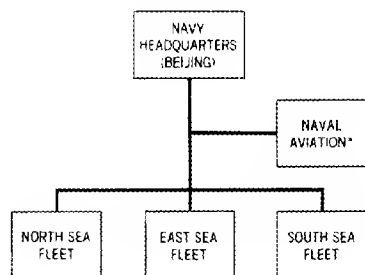 NAVY
HEADQUARTERS
(BEIJING)
NAVAL
AVIATION*
NORTH SEA
FLEET
EAST SEA
FLEET
SOUTH SEA
FLEET